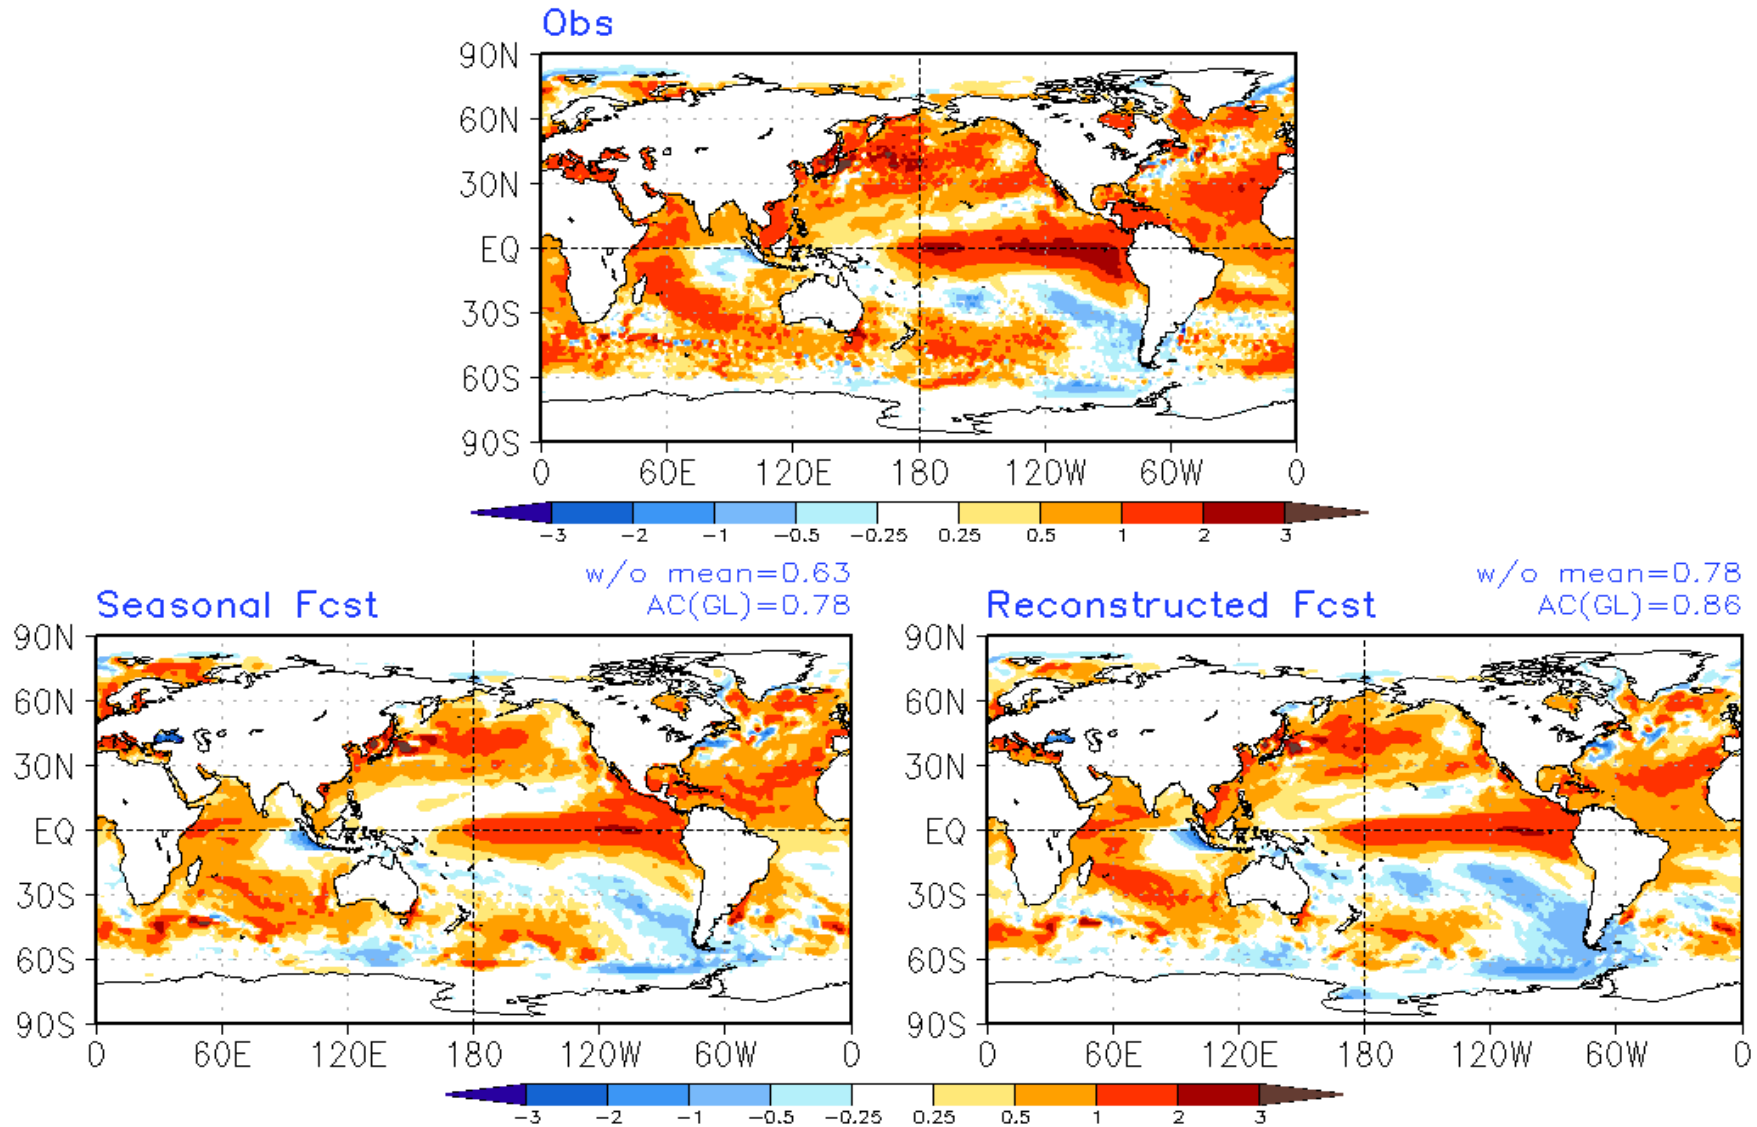 Obs
90N
60N
30N
EQ
30S
60S
90S
0 60E 120E 180 120W 60W 0
-3 -2 -1 -0.5 -0.25 0.25 0.5 1 2 3
w/o mean=0.63
Seasonal Fcst AC(GL)=0.78
90N
60N
30N
EQ
30S
60S
90S
0 60E 120E 180 120W 60W 0
w/o mean=0.78
Reconstructed Fcst AC(GL)=0.86
90N
60N
30N
EQ
30S
60S
90S
0 60E 120E 180 120W 60W 0
-3 -2 -1 -0.5 -0.25 0.25 0.5 1 2 3